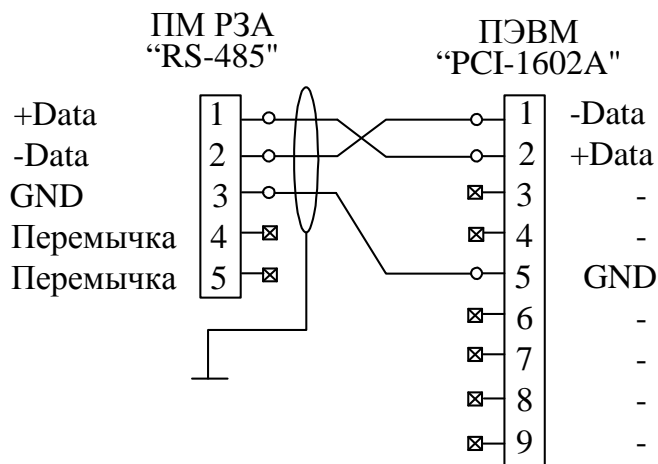 ПМ РЗА
“RS-485"
ПЭВМ
“PCI-1602A"
+Data 1
-Data 2
GND 3
Перемычка 4
Перемычка 5
1 -Data
2 +Data
3 -
4 -
5 GND
6 -
7 -
8 -
9 -